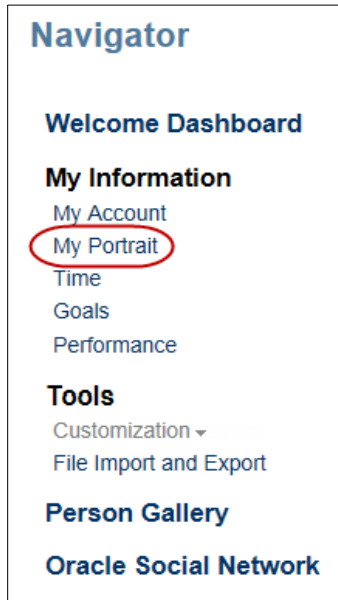 Navigator
Welcome Dashboard
My Information
My Account
My Portrait
Time
Goals
Performance
Tools
Customization
File Import and Export
Person Gallery
Oracle Social Network